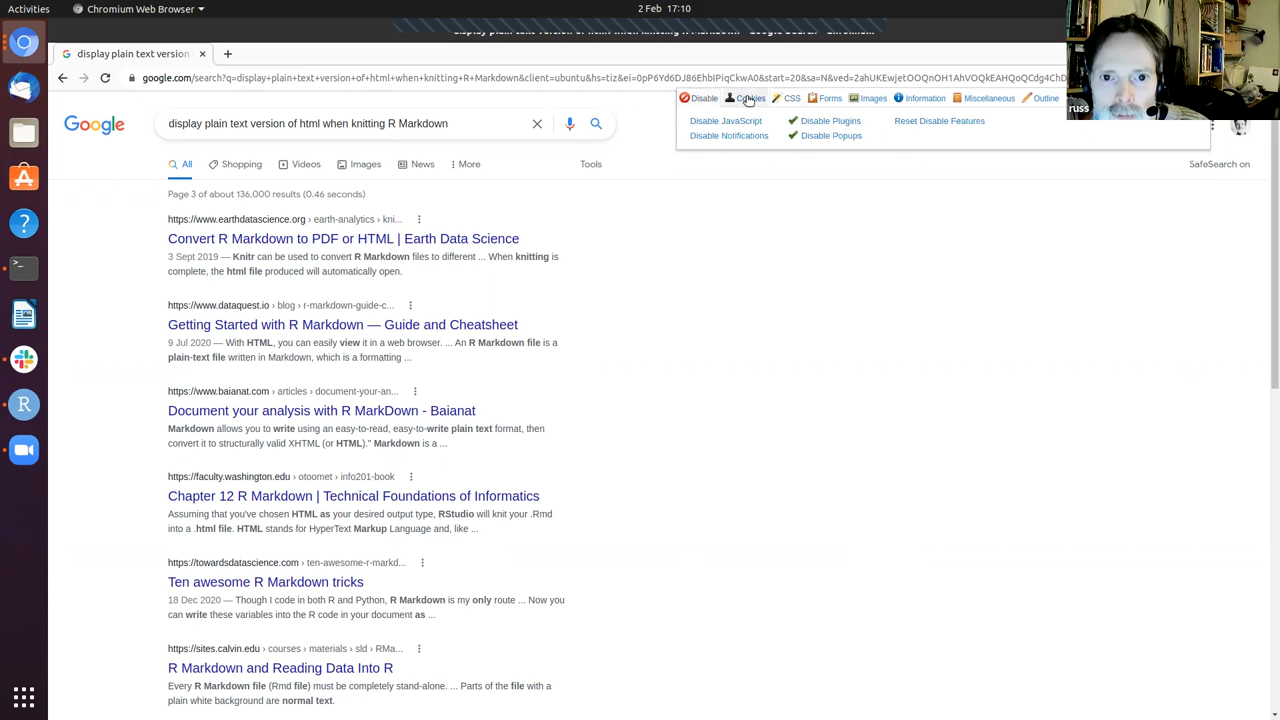 Activities
Chromium Web Browser
2 Feb 17:10
display plain text version
google.com/search?q=display+plain+text+version+of+html+when+knitting+R+Markdown&client=ubuntu&hs=tiz&ei=0pP6Yd6DJ86EhbIPiqCkwA0&start=20&sa=N&ved=2ahUKEwjetOOQnOH1AhVOQkEAHQoQCdg4ChD
russ
Disable Cookies CSS Forms Images Information Miscellaneous Outline
Disable JavaScript Disable Plugins Reset Disable Features
Disable Notifications Disable Popups
Google
display plain text version of html when knitting R Markdown
All Shopping Videos Images News More Tools SafeSearch on
Page 3 of about 136,000 results (0.46 seconds)
https://www.earthdatascience.org › earth-analytics › kni...
Convert R Markdown to PDF or HTML | Earth Data Science
3 Sept 2019 — Knitr can be used to convert R Markdown files to different ... When knitting is
complete, the html file produced will automatically open.
https://www.dataquest.io › blog › r-markdown-guide-c...
Getting Started with R Markdown — Guide and Cheatsheet
9 Jul 2020 — With HTML, you can easily view it in a web browser. ... An R Markdown file is a
plain-text file written in Markdown, which is a formatting ...
https://www.baianat.com › articles › document-your-an...
Document your analysis with R MarkDown - Baianat
Markdown allows you to write using an easy-to-read, easy-to-write plain text format, then
convert it to structurally valid XHTML (or HTML)." Markdown is a ...
https://faculty.washington.edu › otoomet › info201-book
Chapter 12 R Markdown | Technical Foundations of Informatics
Assuming that you've chosen HTML as your desired output type, RStudio will knit your .Rmd
into a .html file. HTML stands for HyperText Markup Language and, like ...
https://towardsdatascience.com › ten-awesome-r-markd...
Ten awesome R Markdown tricks
18 Dec 2020 — Though I code in both R and Python, R Markdown is my only route ... Now you
can write these variables into the R code in your document as ...
https://sites.calvin.edu › courses › materials › sld › RMa...
R Markdown and Reading Data Into R
Every R Markdown file (Rmd file) must be completely stand-alone. ... Parts of the file with a
plain white background are normal text.